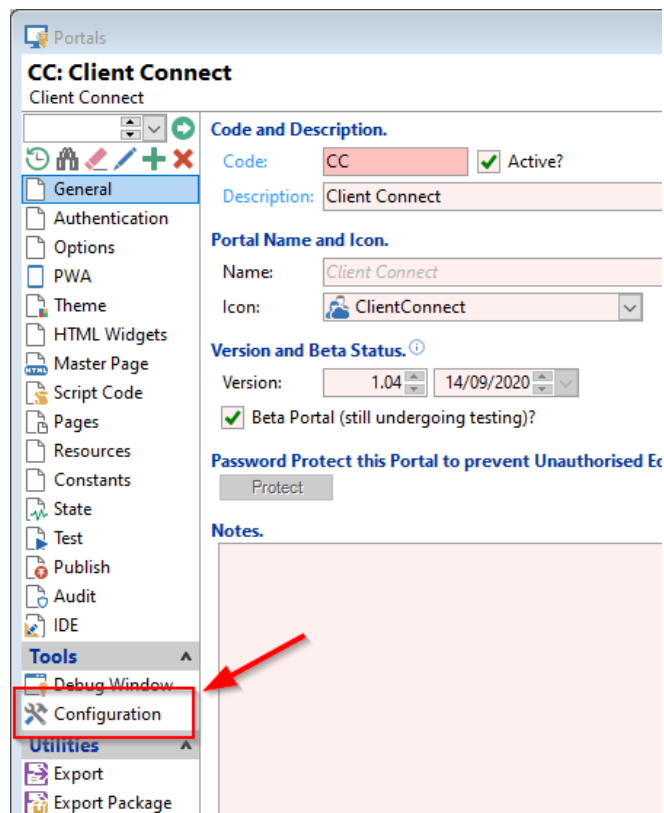 Portals
CC: Client Connect
Client Connect
General
Authentication
Options
PWA
Theme
HTML Widgets
Master Page
Script Code
Pages
Resources
Constants
State
Test
Publish
Audit
IDE
Tools
Debug Window
Configuration
Utilities
Export
Export Package
Code and Description.
Code: CC Active?
Description: Client Connect
Portal Name and Icon.
Name: Client Connect
Icon: ClientConnect
Version and Beta Status.
Version: 1.04 14/09/2020
Beta Portal (still undergoing testing)?
Password Protect this Portal to prevent Unauthorised Ed
Protect
Notes.